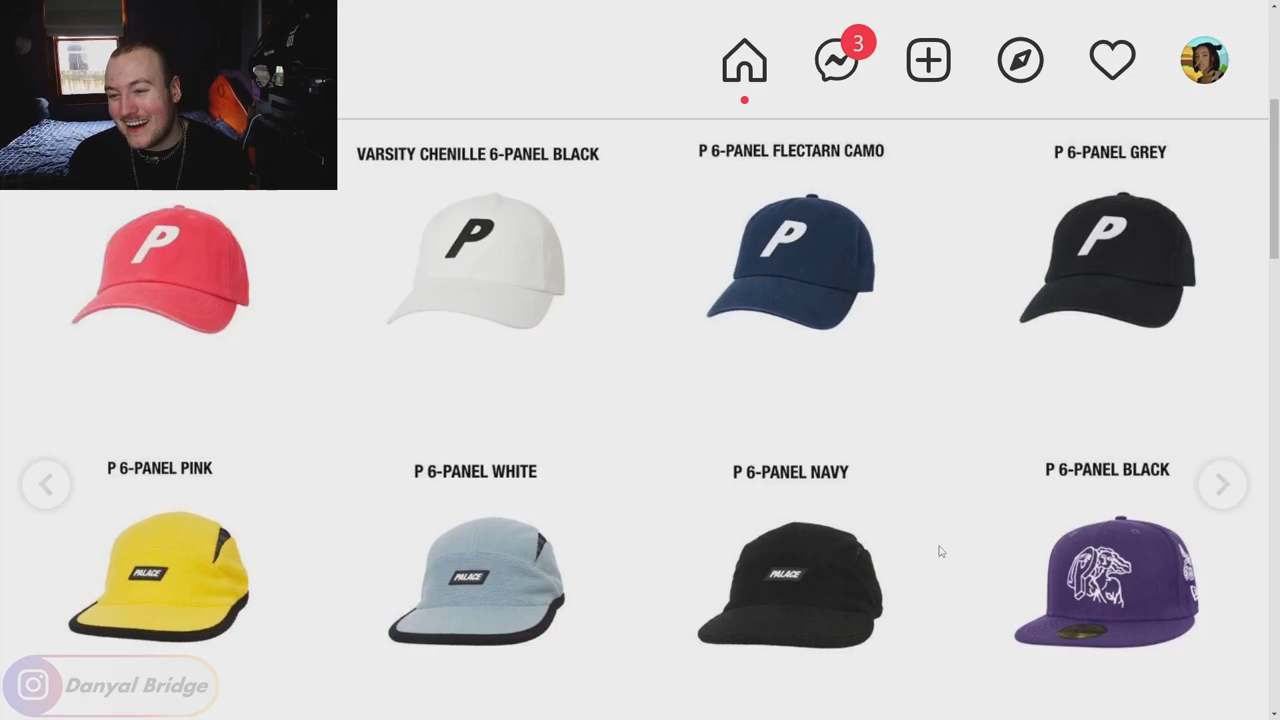 3
VARSITY CHENILLE 6-PANEL BLACK
P 6-PANEL FLECTARN CAMO
P 6-PANEL GREY
P
P
P
P
P 6-PANEL PINK
P 6-PANEL WHITE
P 6-PANEL NAVY
P 6-PANEL BLACK
PALACE
PALACE
PALACE
Danyal Bridge